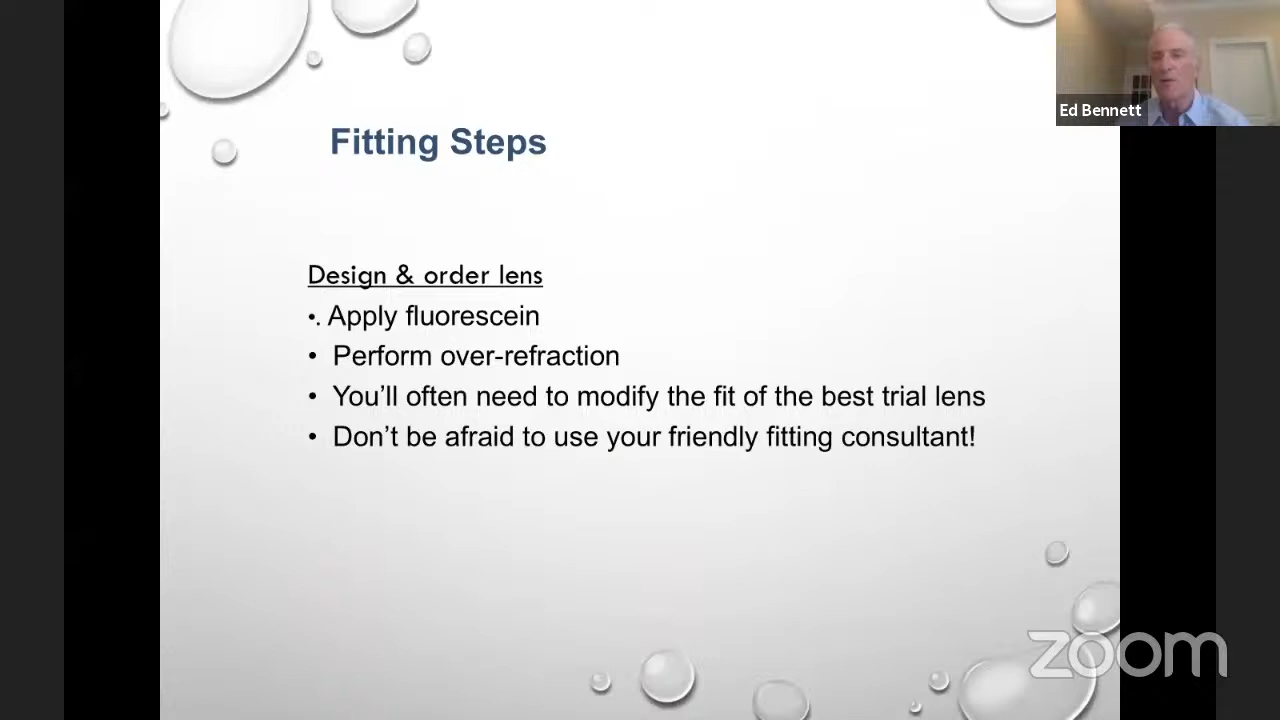 Ed Bennett
Fitting Steps
Design & order lens
•. Apply fluorescein
• Perform over-refraction
• You’ll often need to modify the fit of the best trial lens
• Don’t be afraid to use your friendly fitting consultant!
zoom